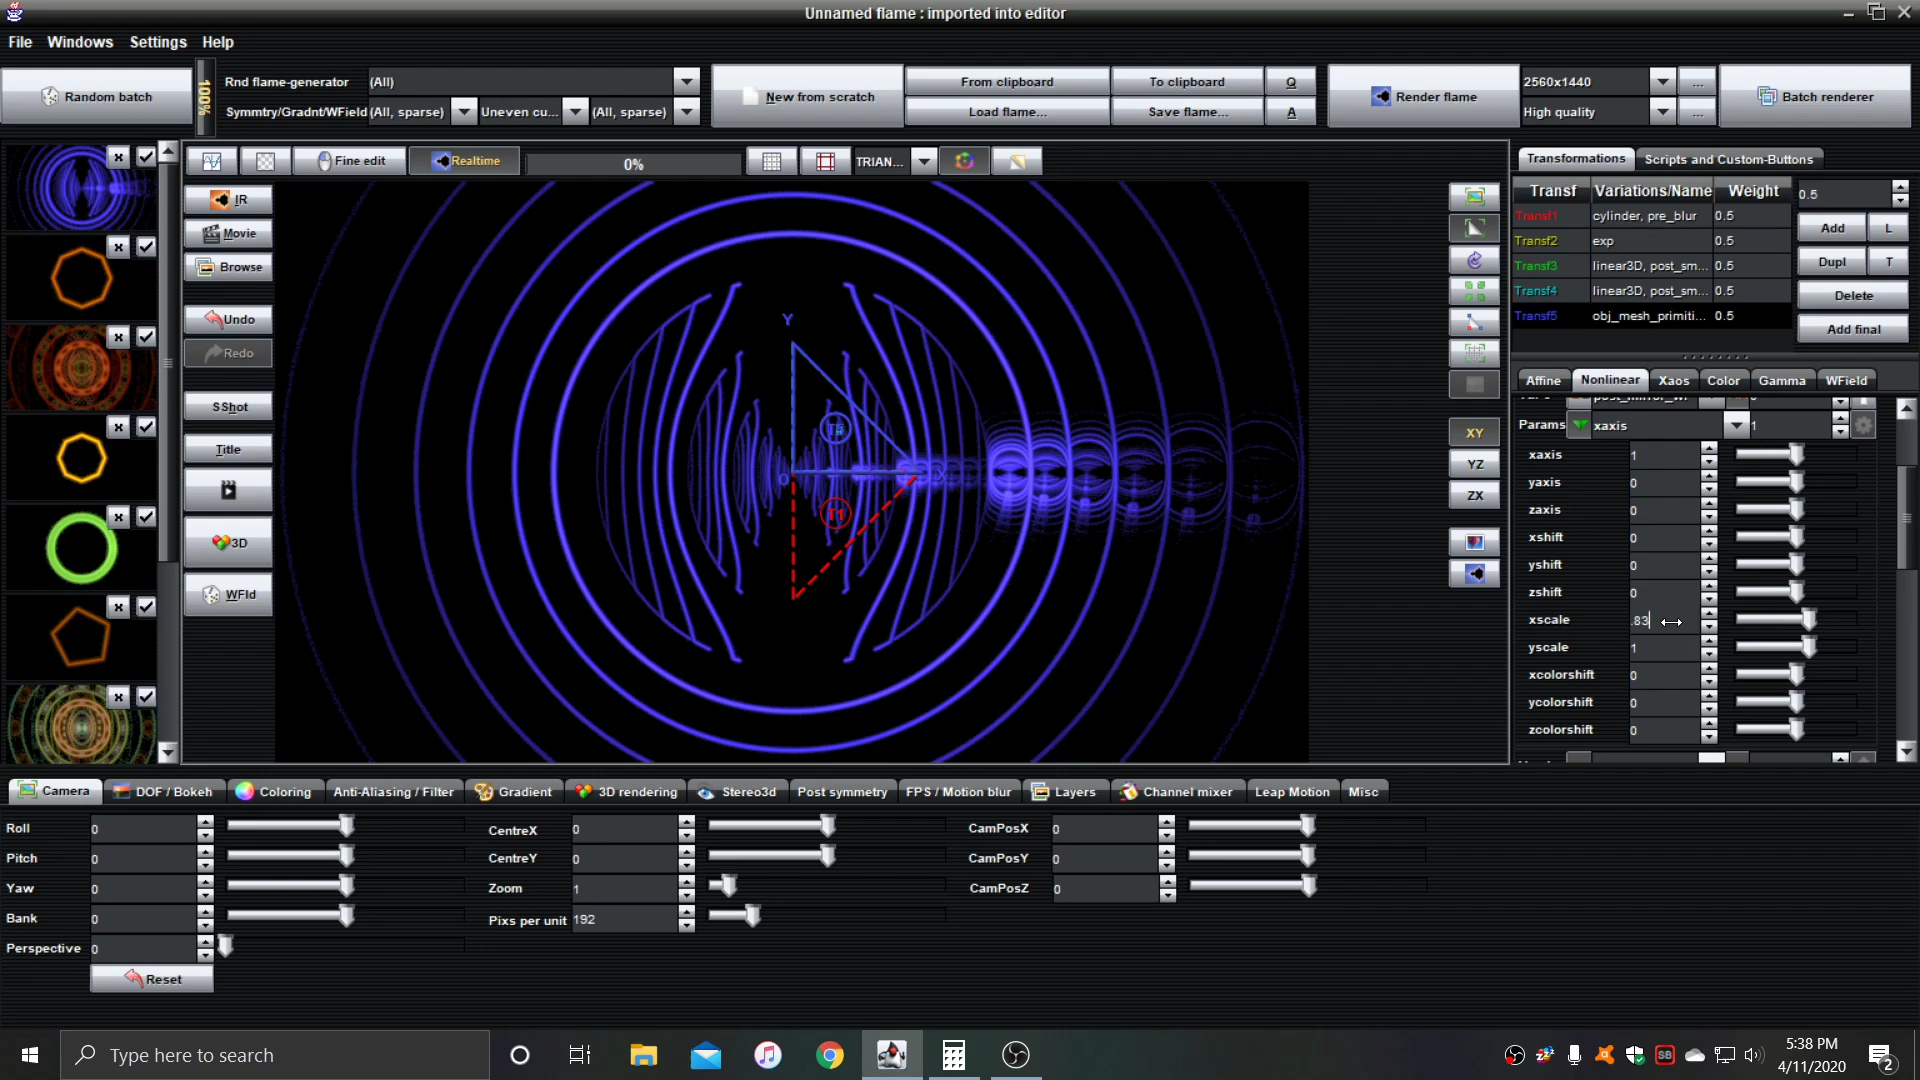 Unnamed flame : imported into editor
File Windows Settings Help
Random batch
100%
Rnd flame-generator (All)
Symmtry/Gradnt/WField (All, sparse) Uneven cu... (All, sparse)
New from scratch
From clipboard To clipboard Q
Load flame... Save flame... A
Render flame
2560x1440 ...
High quality ...
Batch renderer
Fine edit Realtime 0% TRIAN...
IR
Movie
Browse
Undo
Redo
SShot
Title
3D
WFld
Y
O
X
T1
XY
YZ
ZX
Transformations Scripts and Custom-Buttons
Transf Variations/Name Weight 0.5
Transf1 cylinder, pre_blur 0.5
Transf2 exp 0.5
Transf3 linear3D, post_sm... 0.5
Transf4 linear3D, post_sm... 0.5
Transf5 obj_mesh_primiti... 0.5
Add L
Dupl T
Delete
Add final
Affine Nonlinear Xaos Color Gamma WField
Params xaxis 1
xaxis 1
yaxis 0
zaxis 0
xshift 0
yshift 0
zshift 0
xscale .83
yscale 1
xcolorshift 0
ycolorshift 0
zcolorshift 0
Camera DOF / Bokeh Coloring Anti-Aliasing / Filter Gradient 3D rendering Stereo3d Post symmetry FPS / Motion blur Layers Channel mixer Leap Motion Misc
Roll 0 CentreX 0 CamPosX 0
Pitch 0 CentreY 0 CamPosY 0
Yaw 0 Zoom 1 CamPosZ 0
Bank 0 Pixs per unit 192
Perspective 0
Reset
Type here to search
SB
5:38 PM
4/11/2020
2